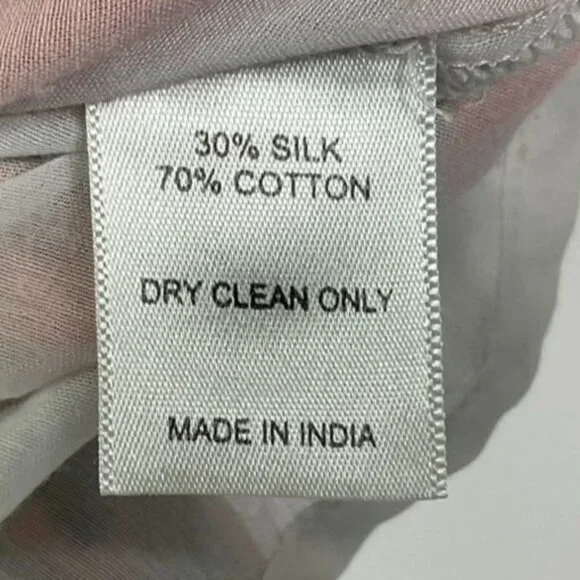 30% SILK
70% COTTON
DRY CLEAN ONLY
MADE IN INDIA